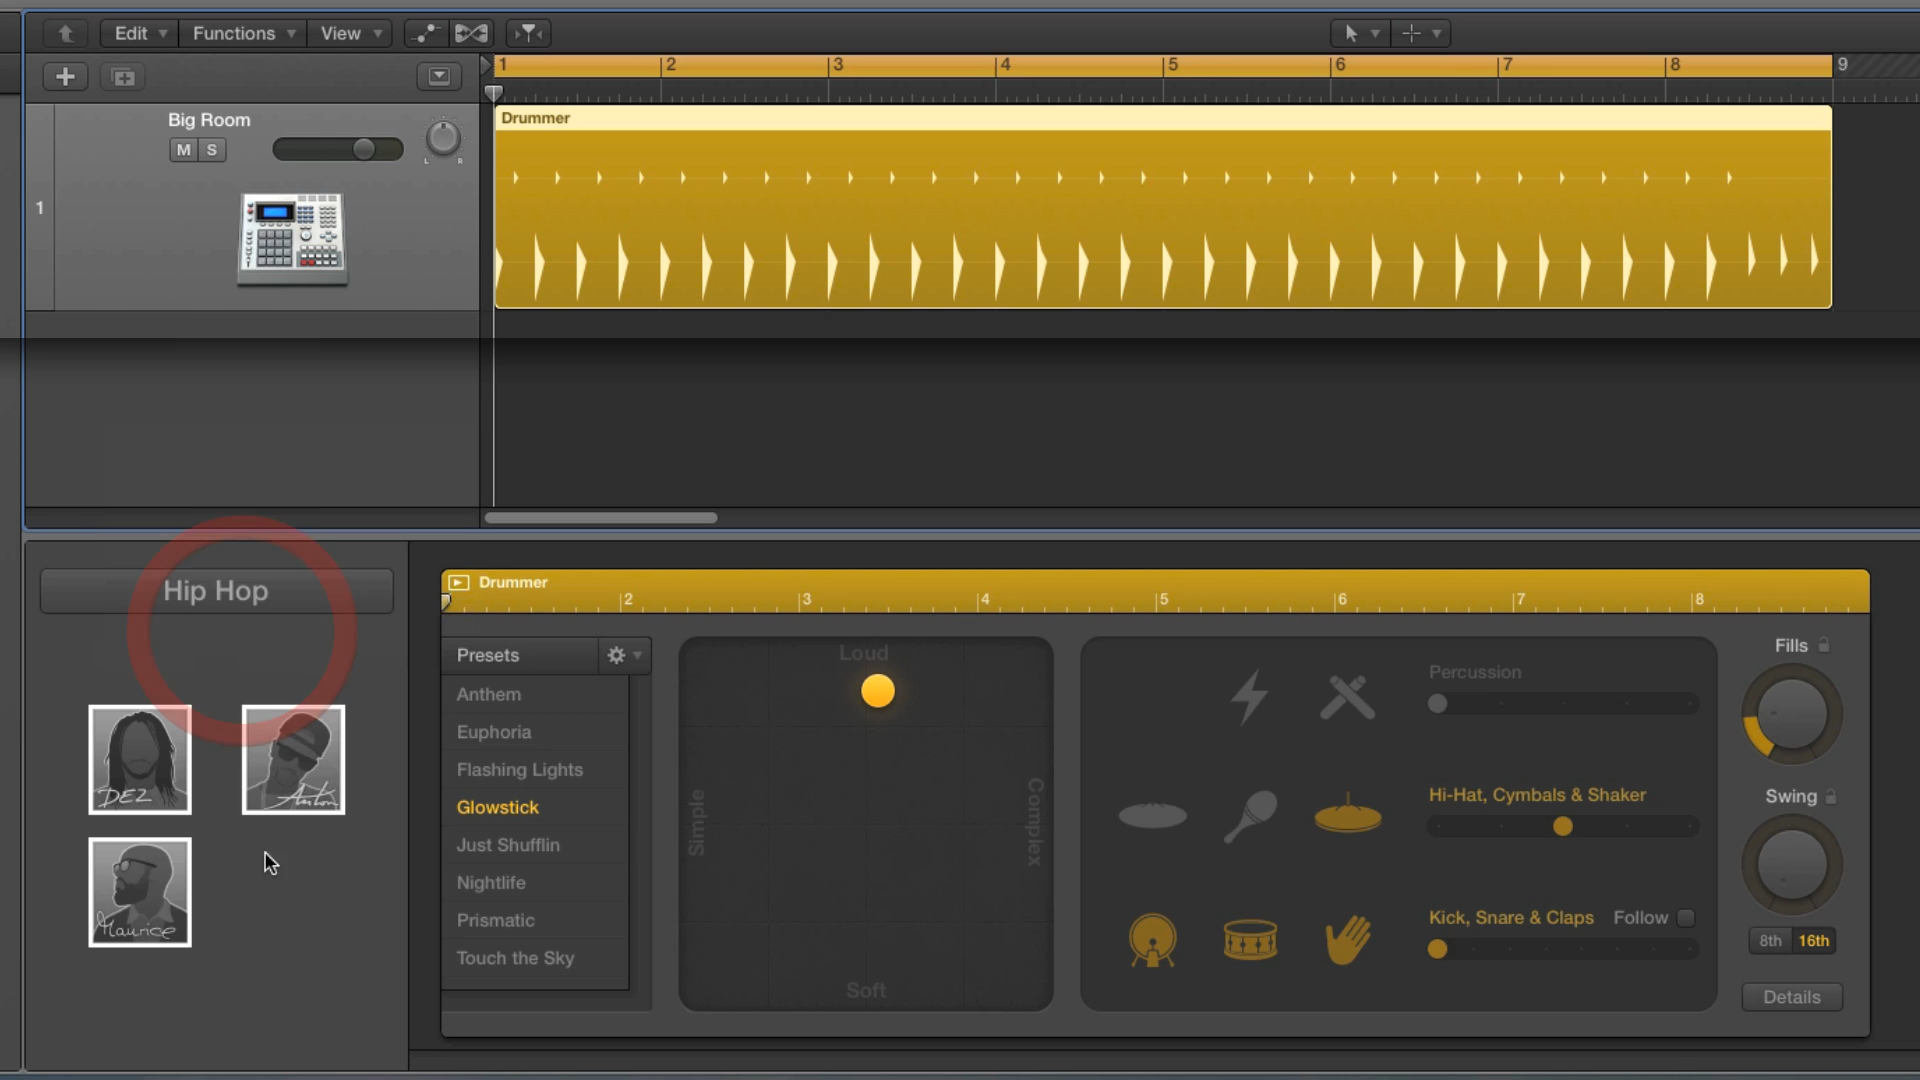 Edit Functions View
1 2 3 4 5 6 7 8 9
Big Room
M S
L R
1
Drummer
Hip Hop
DEZ
Anton
Maurice
Drummer
2 3 4 5 6 7 8
Presets
Anthem
Euphoria
Flashing Lights
Glowstick
Just Shufflin
Nightlife
Prismatic
Touch the Sky
Loud
Simple
Complex
Soft
Percussion
Hi-Hat, Cymbals & Shaker
Kick, Snare & Claps Follow
Fills
Swing
8th 16th
Details